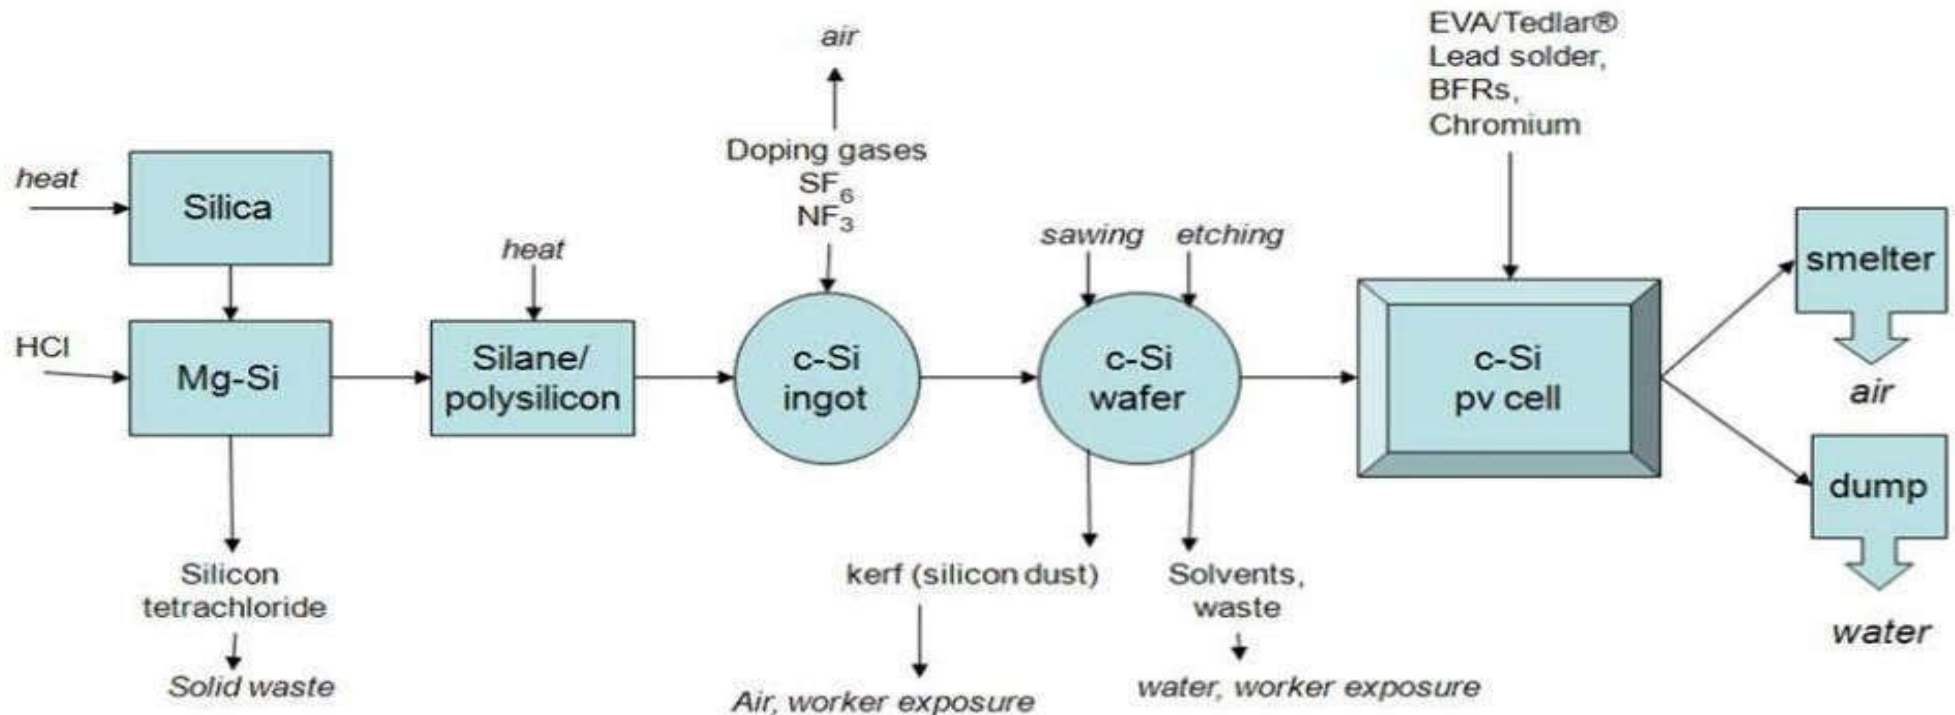 heat
Silica
HCl
Mg-Si
Silicon
tetrachloride
Solid waste
heat
Silane/
polysilicon
air
Doping gases
SF6
NF3
c-Si
ingot
sawing etching
c-Si
wafer
kerf (silicon dust)
Air, worker exposure
Solvents,
waste
water, worker exposure
EVA/Tedlar®
Lead solder,
BFRs,
Chromium
c-Si
pv cell
smelter
air
dump
water